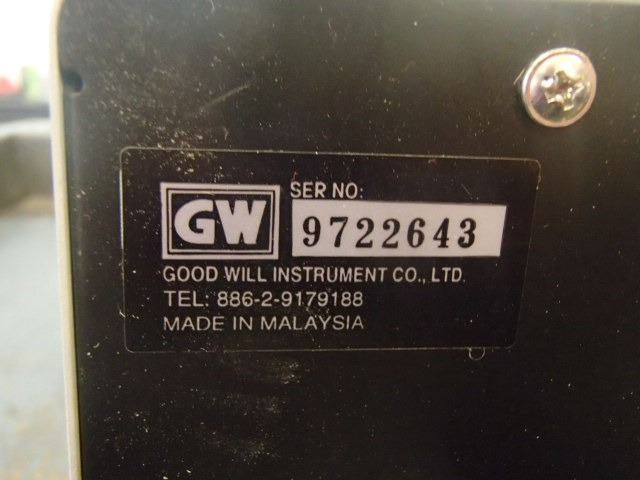 GW
SER NO:
9722643
GOOD WILL INSTRUMENT CO., LTD.
TEL: 886-2-9179188
MADE IN MALAYSIA